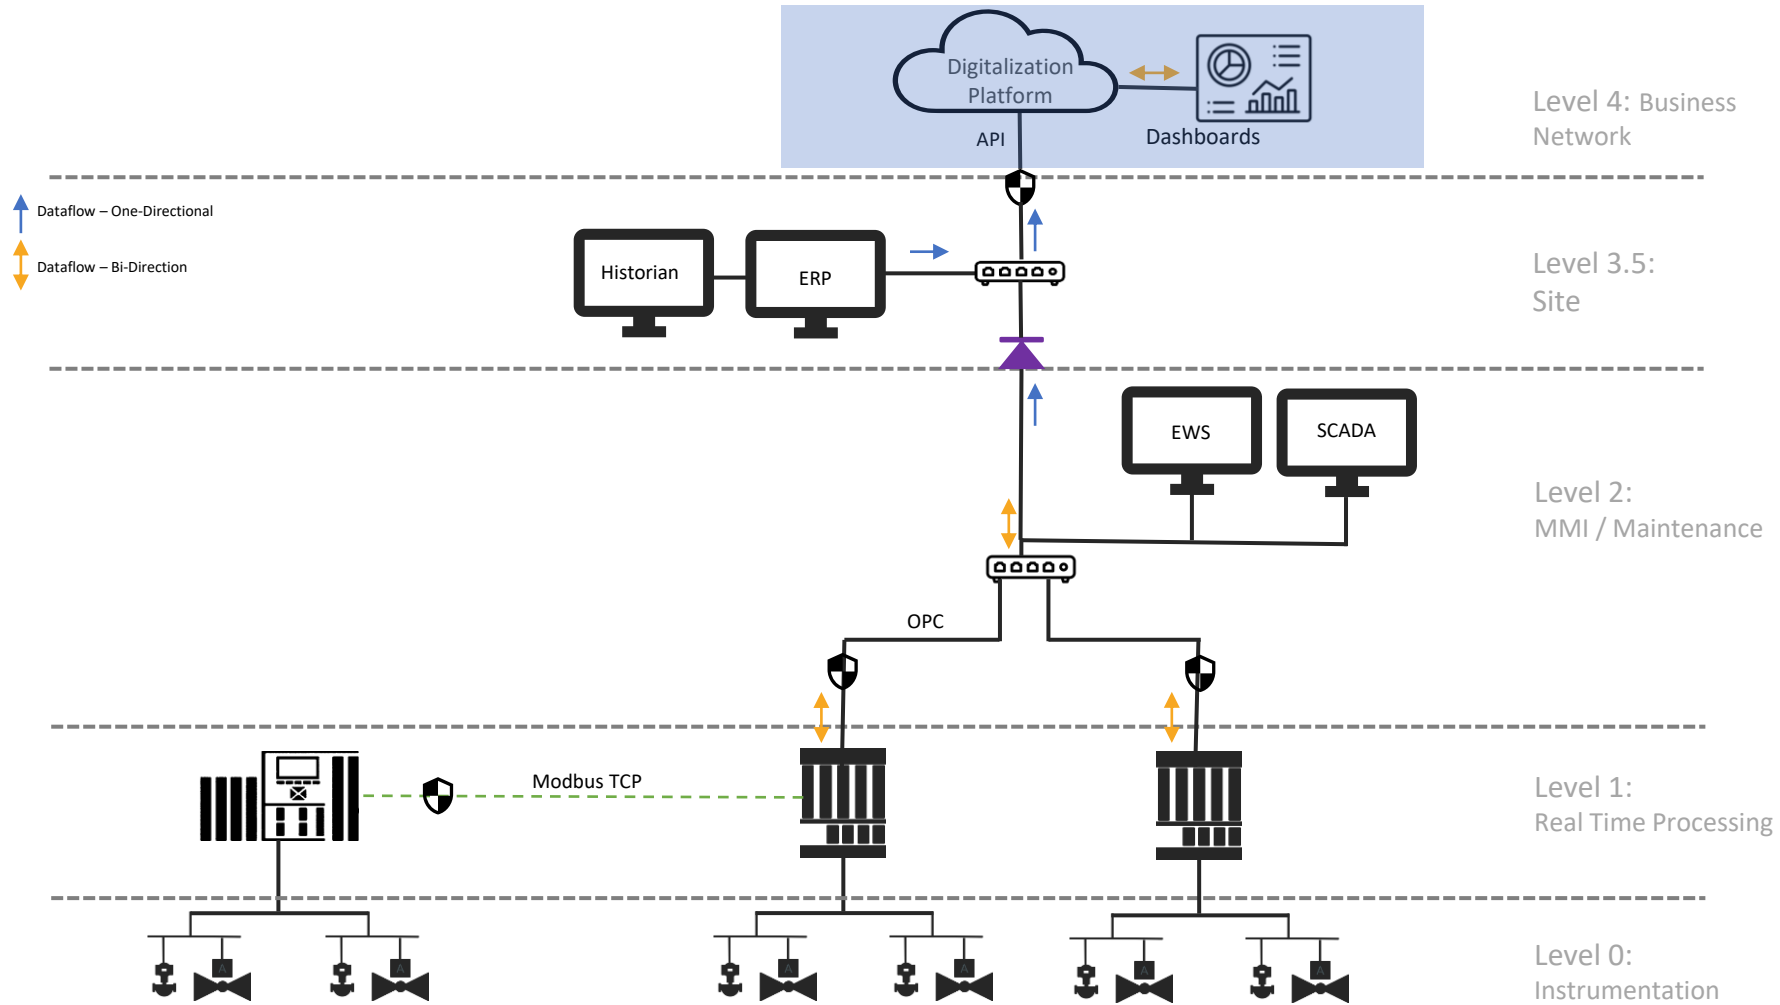 Digitalization
Platform
API
Dashboards
Level 4: Business
Network
Dataflow – One-Directional
Dataflow – Bi-Direction
Historian
ERP
Level 3.5:
Site
EWS
SCADA
Level 2:
MMI / Maintenance
OPC
Modbus TCP
Level 1:
Real Time Processing
A
A
A
A
A
A
Level 0:
Instrumentation